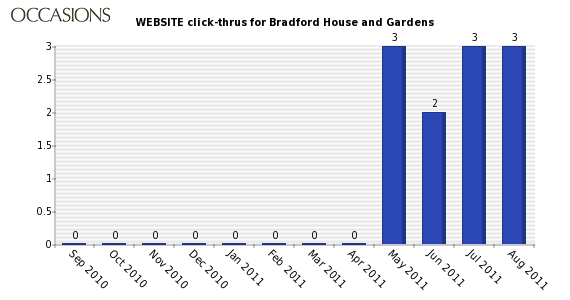 OCCASIONS
WEBSITE click-thrus for Bradford House and Gardens
3
2.5
2
1.5
1
0.5
0
0 0 0 0 0 0 0 0 3 2 3 3
Sep 2010 Oct 2010 Nov 2010 Dec 2010 Jan 2011 Feb 2011 Mar 2011 Apr 2011 May 2011 Jun 2011 Jul 2011 Aug 2011